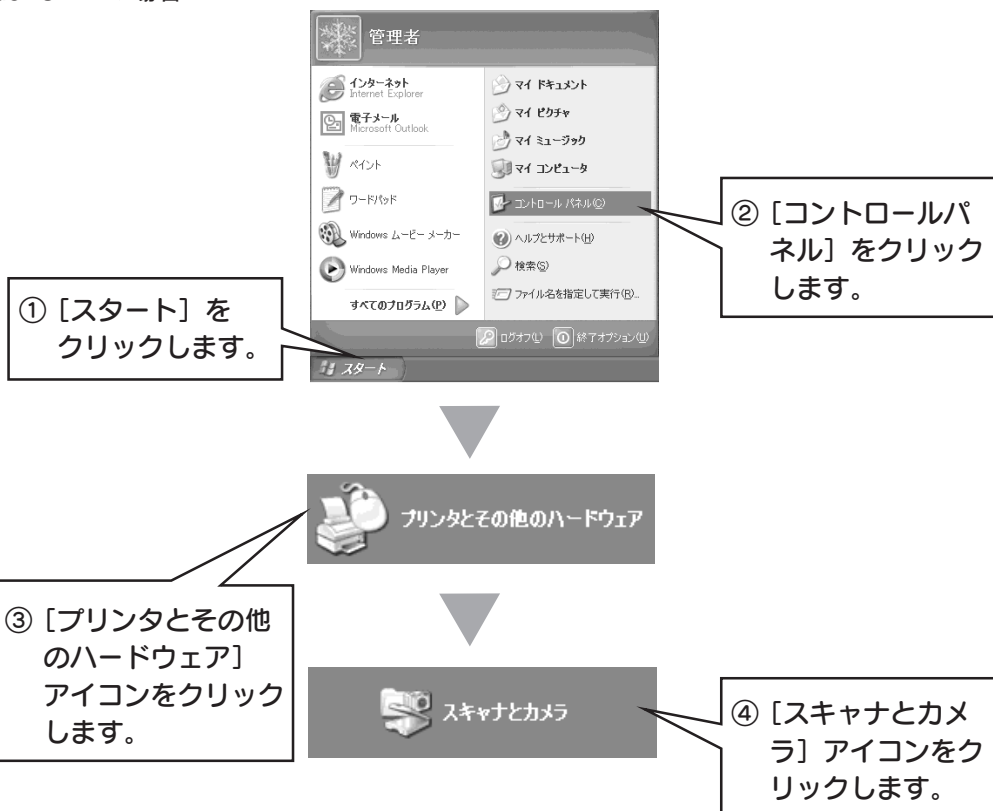 管理者
インターネット
Internet Explorer
電子メール
Microsoft Outlook
ペイント
ワードパッド
Windows ムービー メーカー
Windows Media Player
すべてのプログラム(P)
マイ ドキュメント
マイ ピクチャ
マイ ミュージック
マイ コンピュータ
コントロール パネル(C)
ヘルプとサポート(H)
検索(S)
ファイル名を指定して実行(R)...
ログオフ(L) 終了オプション(U)
スタート
① [スタート] を
クリックします。
② [コントロールパ
ネル] をクリック
します。
プリンタとその他のハードウェア
③ [プリンタとその他
のハードウェア]
アイコンをクリック
します。
スキャナとカメラ
④ [スキャナとカメ
ラ] アイコンをク
リックします。